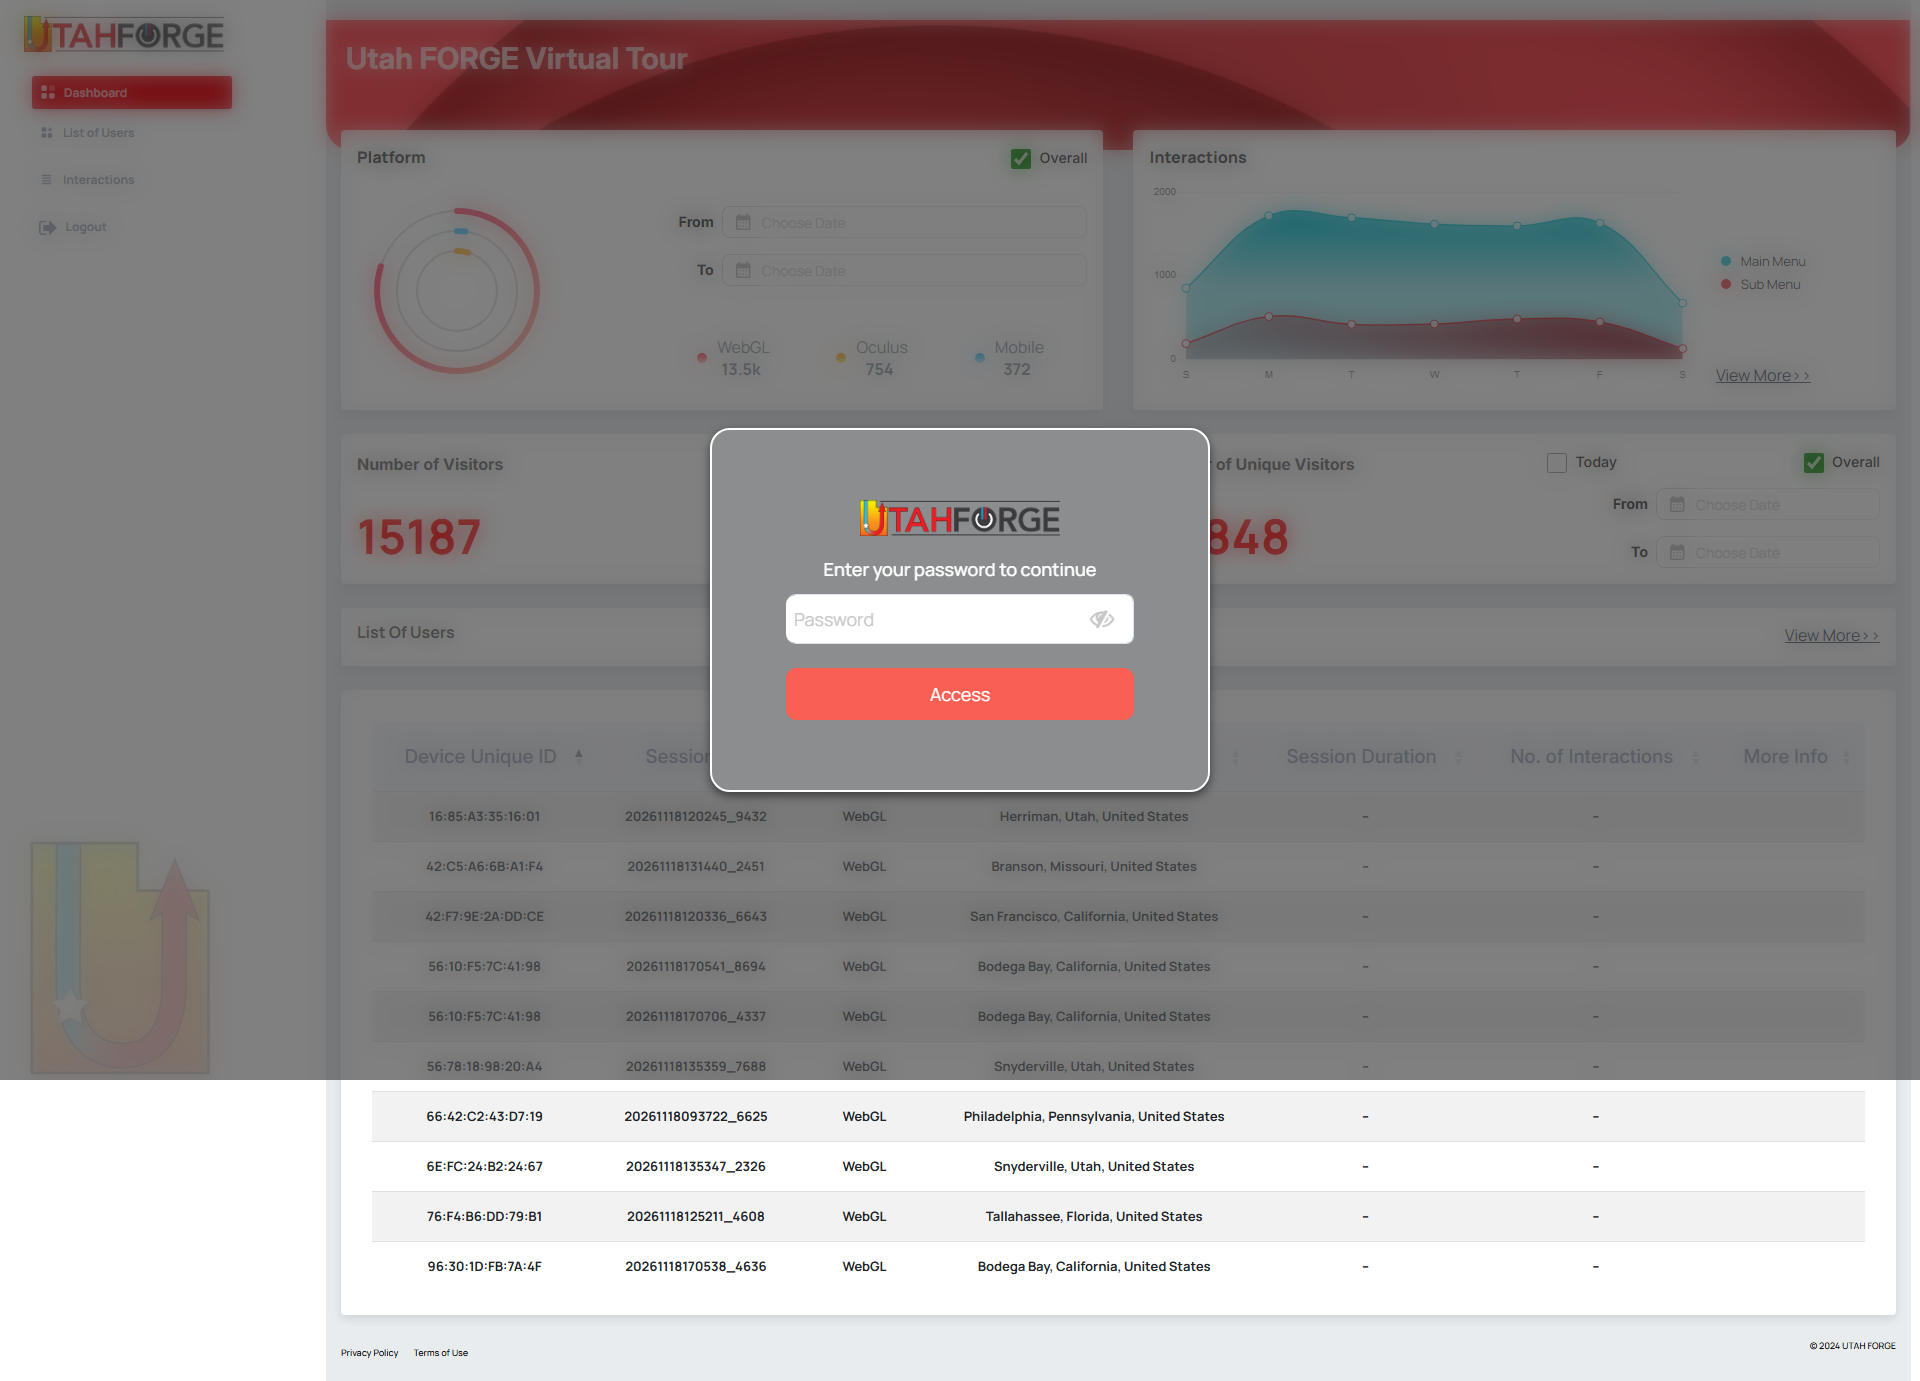 UTAHFORGE
Dashboard
List of Users
Interactions
Logout
Utah FORGE Virtual Tour
Platform
Overall
From
Choose Date
To
Choose Date
WebGL
13.5k
Oculus
754
Mobile
372
Interactions
2000
1000
0
S M T W T F S
Main Menu
Sub Menu
View More>>
Number of Visitors
15187
of Unique Visitors
848
Today
Overall
From
Choose Date
To
Choose Date
UTAHFORGE
Enter your password to continue
Password
Access
List Of Users
View More>>
Device Unique ID Session Session Duration No. of Interactions More Info
16:85:A3:35:16:01 20261118120245_9432 WebGL Herriman, Utah, United States - -
42:C5:A6:6B:A1:F4 20261118131440_2451 WebGL Branson, Missouri, United States - -
42:F7:9E:2A:DD:CE 20261118120336_6643 WebGL San Francisco, California, United States - -
56:10:F5:7C:41:98 20261118170541_8694 WebGL Bodega Bay, California, United States - -
56:10:F5:7C:41:98 20261118170706_4337 WebGL Bodega Bay, California, United States - -
56:78:18:98:20:A4 20261118135359_7688 WebGL Snyderville, Utah, United States - -
66:42:C2:43:D7:19 20261118093722_6625 WebGL Philadelphia, Pennsylvania, United States - -
6E:FC:24:B2:24:67 20261118135347_2326 WebGL Snyderville, Utah, United States - -
76:F4:B6:DD:79:B1 20261118125211_4608 WebGL Tallahassee, Florida, United States - -
96:30:1D:FB:7A:4F 20261118170538_4636 WebGL Bodega Bay, California, United States - -
Privacy Policy Terms of Use
© 2024 UTAH FORGE